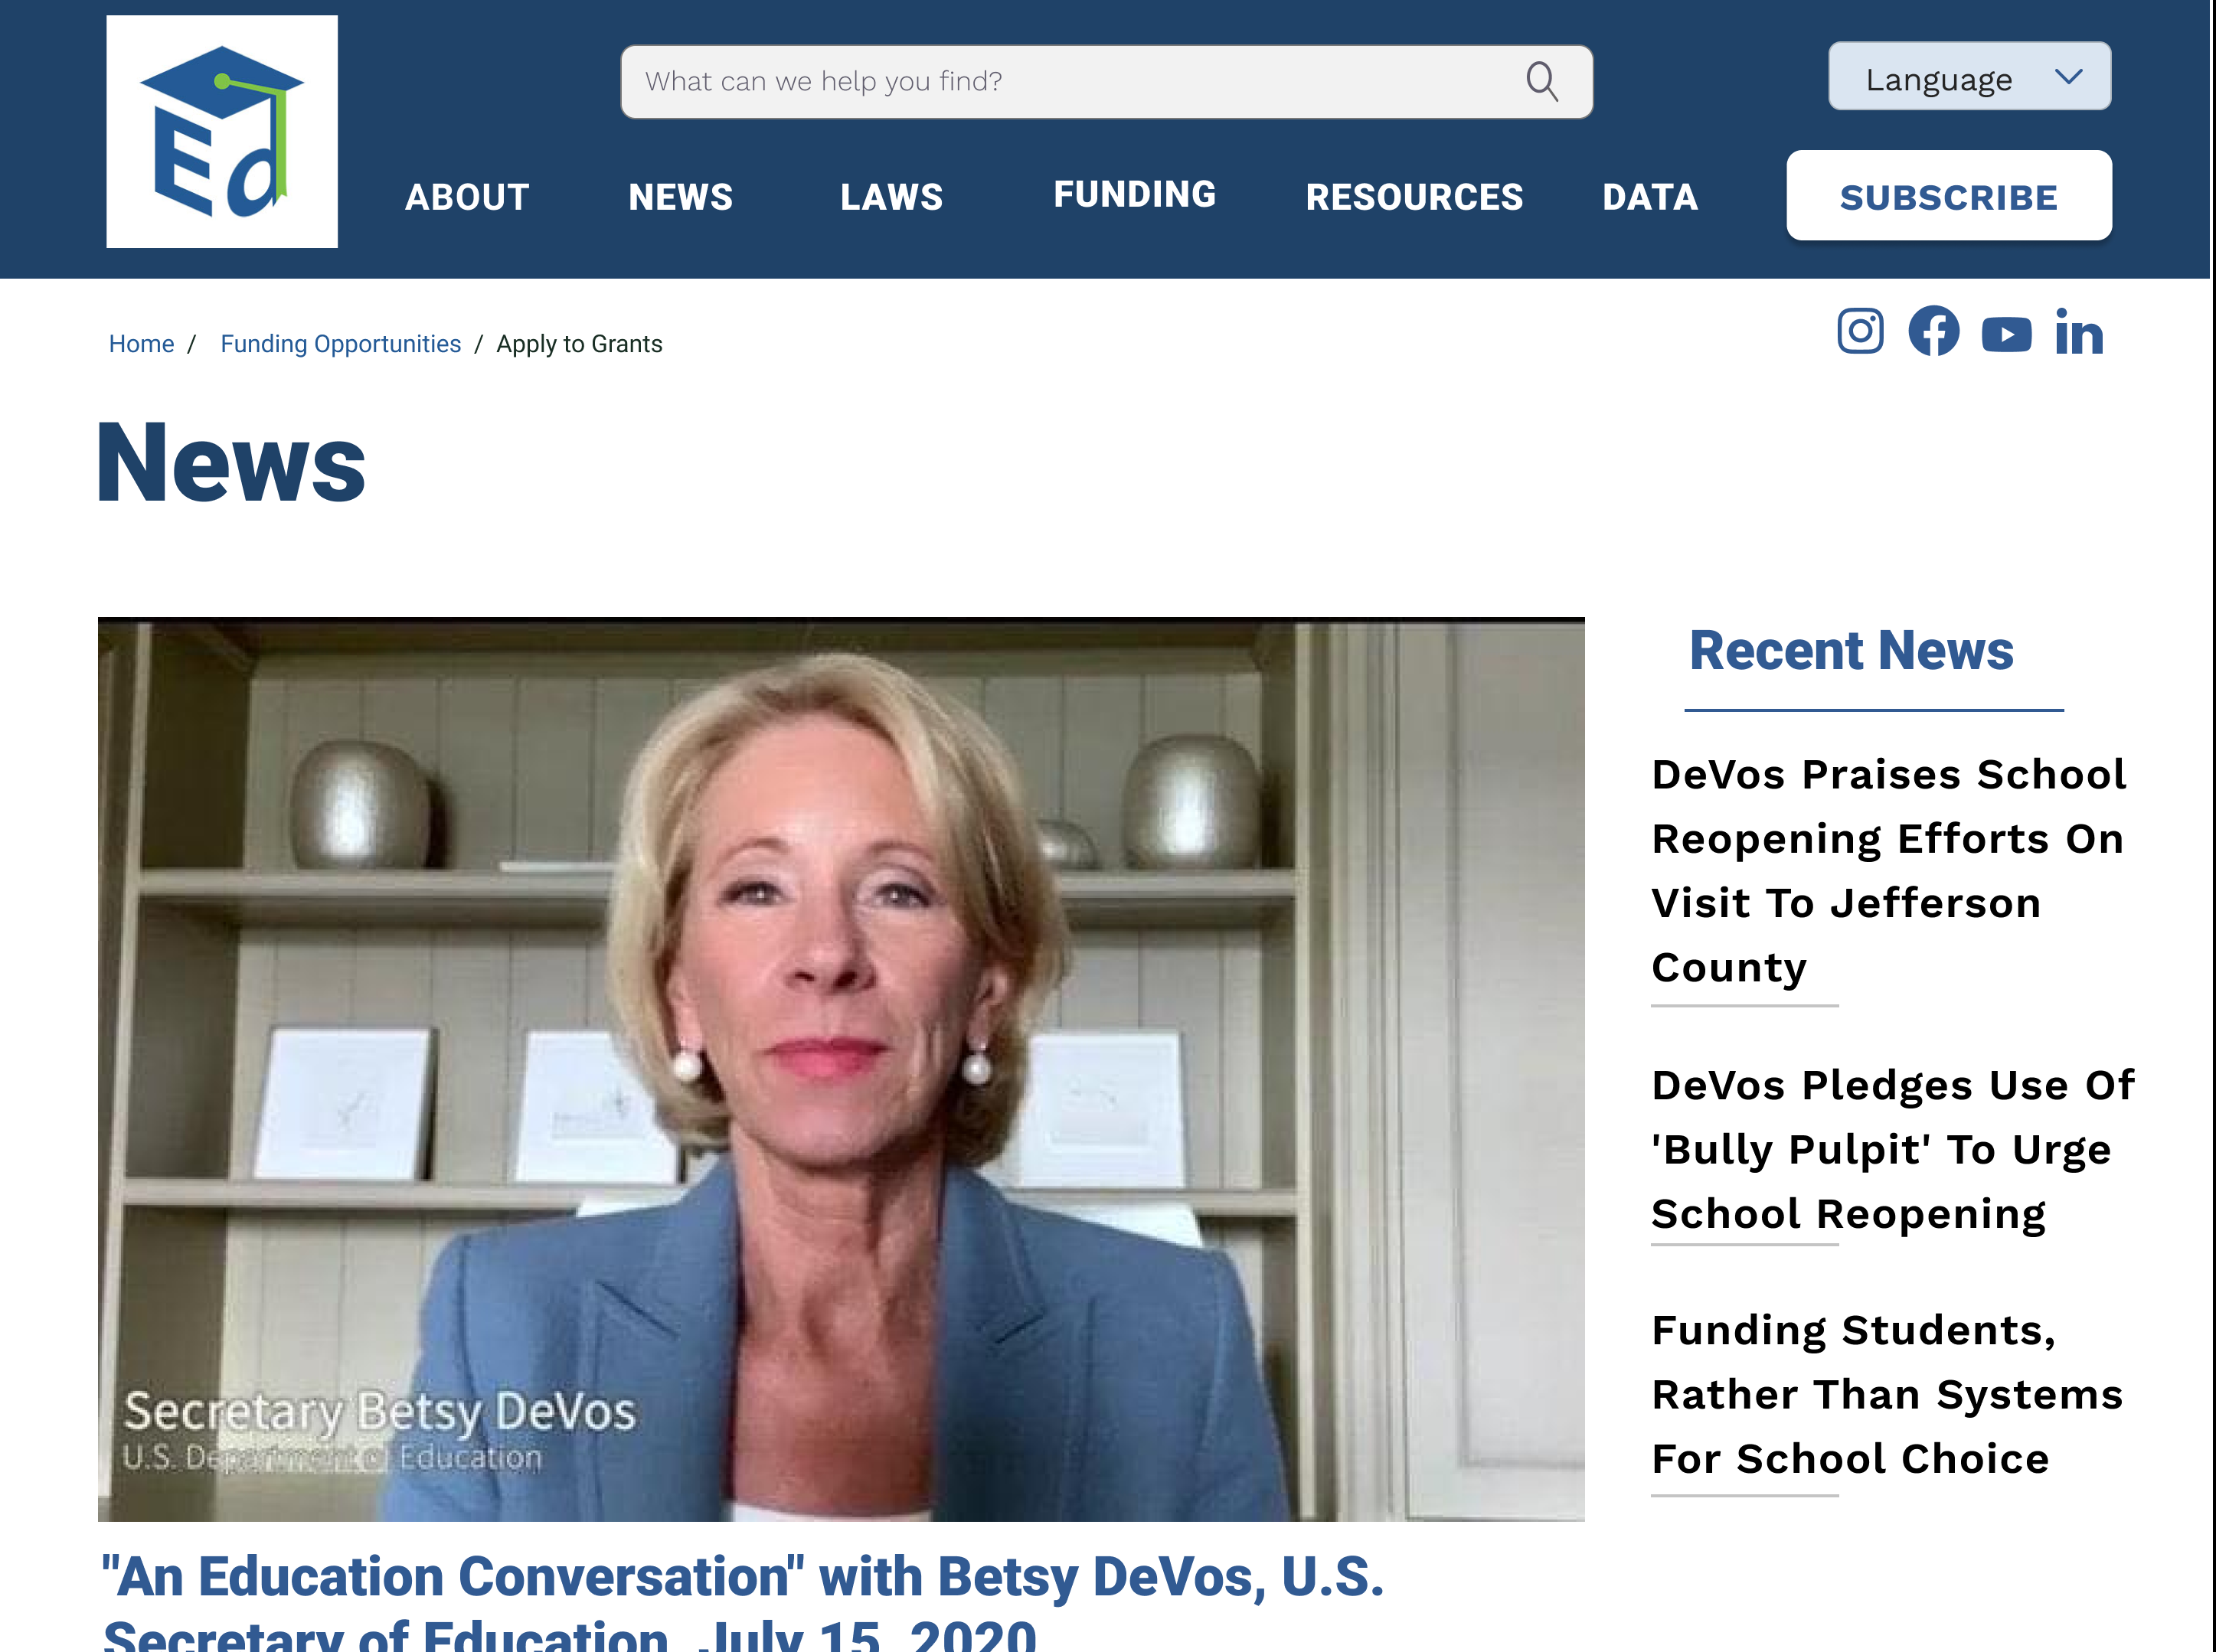 What can we help you find?
Language
Ed
ABOUT NEWS LAWS FUNDING RESOURCES DATA SUBSCRIBE
Home / Funding Opportunities / Apply to Grants
in
News
Secretary Betsy DeVos
U.S. Department of Education
"An Education Conversation" with Betsy DeVos, U.S.
Secretary of Education, July 15, 2020
Recent News
DeVos Praises School
Reopening Efforts On
Visit To Jefferson
County
DeVos Pledges Use Of
'Bully Pulpit' To Urge
School Reopening
Funding Students,
Rather Than Systems
For School Choice